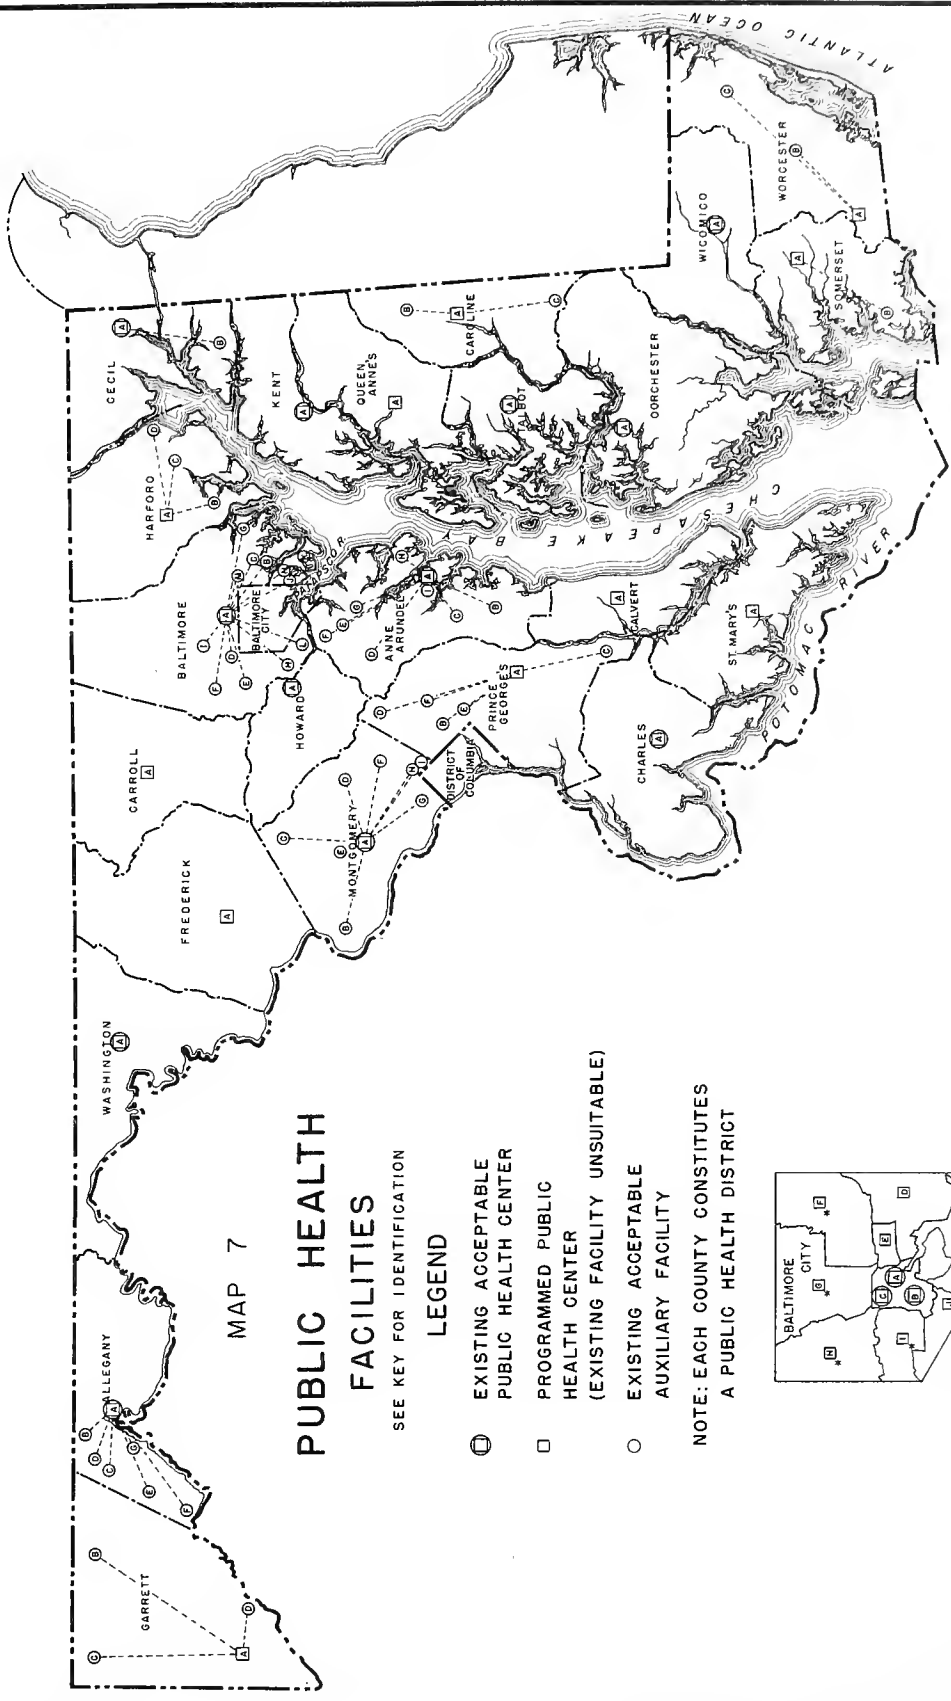 MAP 7
PUBLIC HEALTH
FACILITIES
SEE KEY FOR IDENTIFICATION
LEGEND
EXISTING ACCEPTABLE
PUBLIC HEALTH CENTER
PROGRAMMED PUBLIC
HEALTH CENTER
(EXISTING FACILITY UNSUITABLE)
EXISTING ACCEPTABLE
AUXILIARY FACILITY
NOTE: EACH COUNTY CONSTITUTES
A PUBLIC HEALTH DISTRICT
GARRETT
A
B
C
D
ALLEGANY
A
B
C
D
E
F
G
WASHINGTON
A
FREDERICK
A
CARROLL
A
MONTGOMERY
A
B
C
D
E
F
G
H
I
DISTRICT
OF
COLUMBIA
HOWARD
A
BALTIMORE
A
B
C
D
E
F
G
H
I
L
BALTIMORE
CITY
HARFORD
A
B
C
D
CECIL
A
B
KENT
A
QUEEN
ANNE'S
A
CAROLINE
A
B
C
TALBOT
A
DORCHESTER
A
WICOMICO
A
WORCESTER
A
B
C
SOMERSET
A
B
ANNE
ARUNDEL
A
B
C
D
E
F
G
H
I
PRINCE
GEORGES
A
B
C
D
E
F
CALVERT
A
CHARLES
A
ST. MARY'S
A
CHESAPEAKE BAY
POTOMAC RIVER
ATLANTIC OCEAN
BALTIMORE
CITY
A
B
C
D
E
F
*
G
*
H
*
I
*